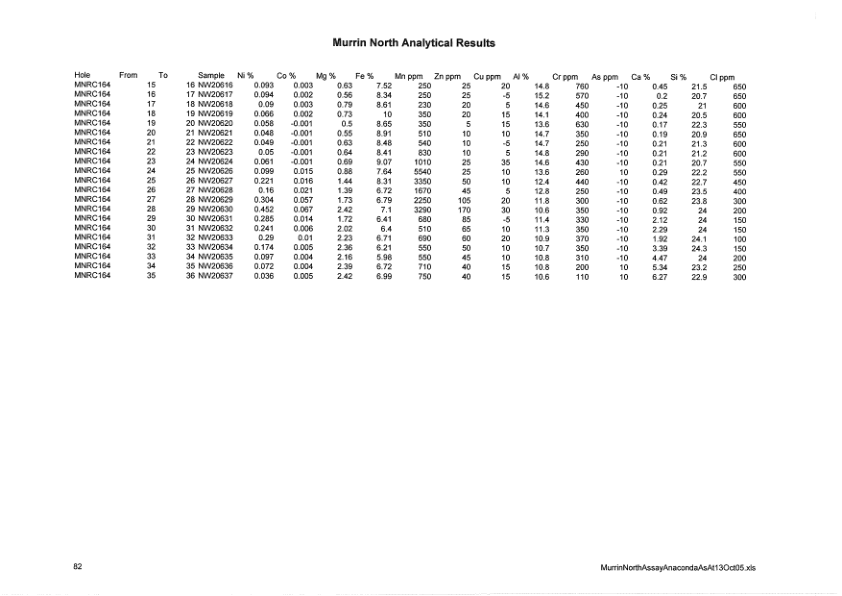 Murrin North Analytical Results
Hole From To Sample Ni % Co % Mg % Fe % Mn ppm Zn ppm Cu ppm Al % Cr ppm As ppm Ca % Si % Cl ppm
MNRC164 15 16 NW20616 0.093 0.003 0.63 7.52 250 25 20 14.8 760 -10 0.45 21.5 650
MNRC164 16 17 NW20617 0.094 0.002 0.56 8.34 250 25 -5 15.2 570 -10 0.2 20.7 650
MNRC164 17 18 NW20618 0.09 0.003 0.79 8.61 230 20 5 14.6 450 -10 0.25 21 600
MNRC164 18 19 NW20619 0.066 0.002 0.73 10 350 20 15 14.1 400 -10 0.24 20.5 600
MNRC164 19 20 NW20620 0.058 -0.001 0.5 8.65 350 5 15 13.6 630 -10 0.17 22.3 550
MNRC164 20 21 NW20621 0.048 -0.001 0.55 8.91 510 10 10 14.7 350 -10 0.19 20.9 650
MNRC164 21 22 NW20622 0.049 -0.001 0.63 8.48 540 10 -5 14.7 250 -10 0.21 21.3 600
MNRC164 22 23 NW20623 0.05 -0.001 0.64 8.41 830 10 5 14.8 290 -10 0.21 21.2 600
MNRC164 23 24 NW20624 0.061 -0.001 0.69 9.07 1010 25 35 14.6 430 -10 0.21 20.7 550
MNRC164 24 25 NW20626 0.099 0.015 0.88 7.64 5540 25 10 13.6 260 10 0.29 22.2 550
MNRC164 25 26 NW20627 0.221 0.016 1.44 8.31 3350 50 10 12.4 440 -10 0.42 22.7 450
MNRC164 26 27 NW20628 0.16 0.021 1.39 6.72 1670 45 5 12.8 250 -10 0.49 23.5 400
MNRC164 27 28 NW20629 0.304 0.057 1.73 6.79 2250 105 20 11.8 300 -10 0.62 23.8 300
MNRC164 28 29 NW20630 0.452 0.067 2.42 7.1 3290 170 30 10.6 350 -10 0.92 24 200
MNRC164 29 30 NW20631 0.285 0.014 1.72 6.41 680 85 -5 11.4 330 -10 2.12 24 150
MNRC164 30 31 NW20632 0.241 0.006 2.02 6.4 510 65 10 11.3 350 -10 2.29 24 150
MNRC164 31 32 NW20633 0.29 0.01 2.23 6.71 690 60 20 10.9 370 -10 1.92 24.1 100
MNRC164 32 33 NW20634 0.174 0.005 2.36 6.21 550 50 10 10.7 350 -10 3.39 24.3 150
MNRC164 33 34 NW20635 0.097 0.004 2.16 5.98 550 45 10 10.8 310 -10 4.47 24 200
MNRC164 34 35 NW20636 0.072 0.004 2.39 6.72 710 40 15 10.8 200 10 5.34 23.2 250
MNRC164 35 36 NW20637 0.036 0.005 2.42 6.99 750 40 15 10.6 110 10 6.27 22.9 300
82 MurrinNorthAssayAnacondaAsAt13Oct05.xls